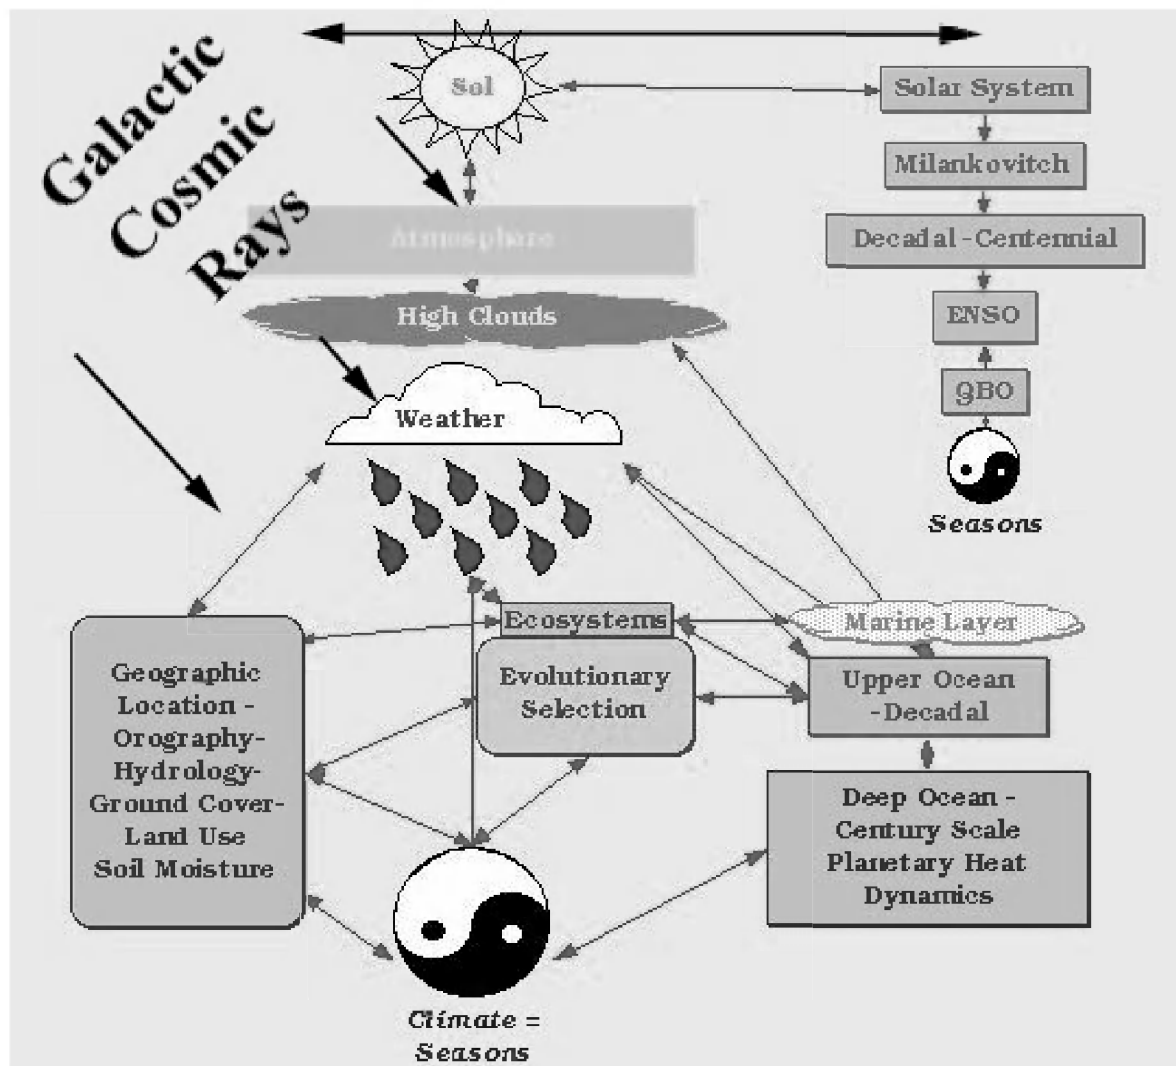 Galactic
Cosmic
Rays
Sol
Solar System
Milankovitch
Atmosphere
Decadal-Centennial
High Clouds
ENSO
QBO
Weather
Seasons
Ecosystems
Marine Layer
Geographic
Location -
Orography-
Hydrology-
Ground Cover-
Land Use
Soil Moisture
Evolutionary
Selection
Upper Ocean
-Decadal
Deep Ocean -
Century Scale
Planetary Heat
Dynamics
Climate =
Seasons